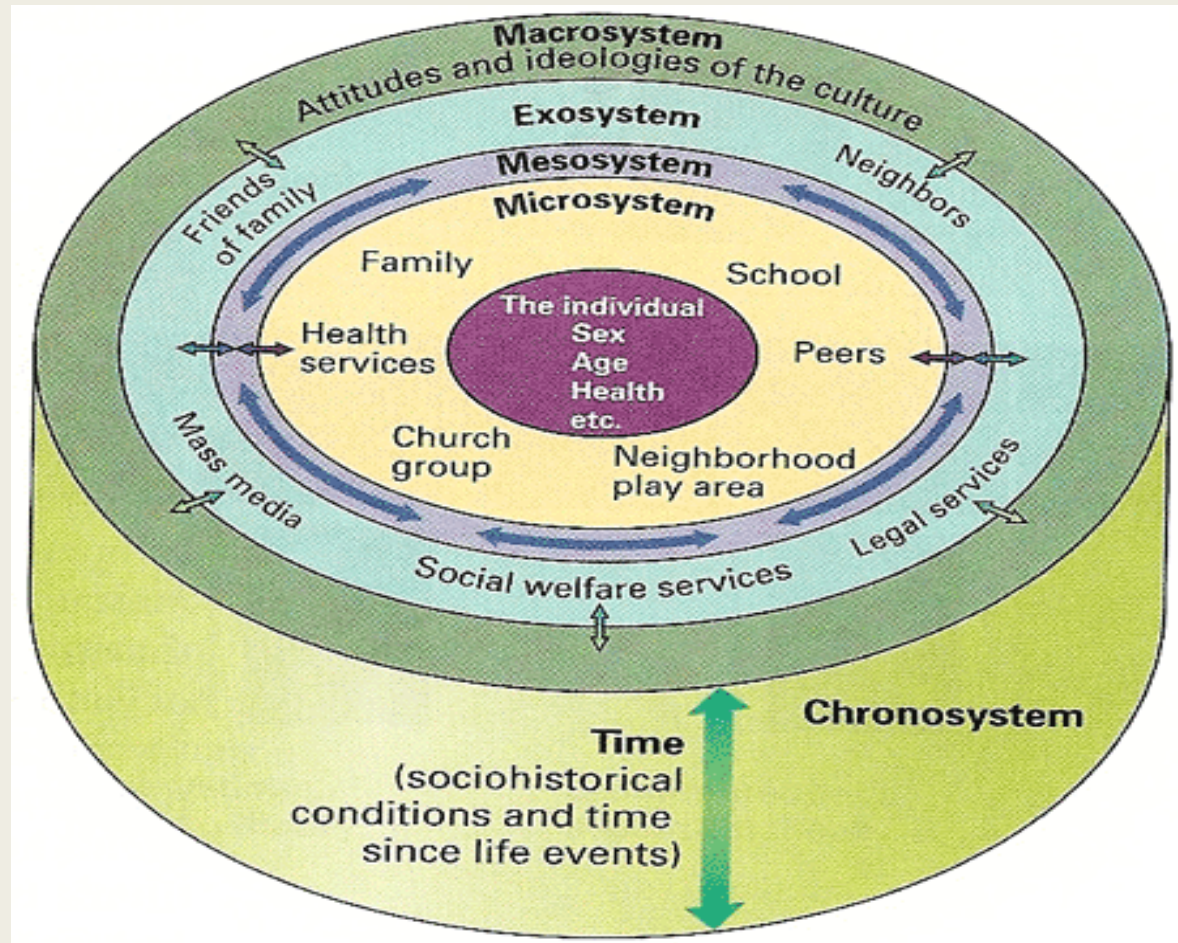 Macrosystem
Attitudes and ideologies of the culture
Exosystem
Mesosystem
Microsystem
Friends
of family
Neighbors
Family
School
The individual
Sex
Age
Health
etc.
Health
services
Peers
Church
group
Neighborhood
play area
Mass media
Legal services
Social welfare services
Chronosystem
Time
(sociohistorical
conditions and time
since life events)